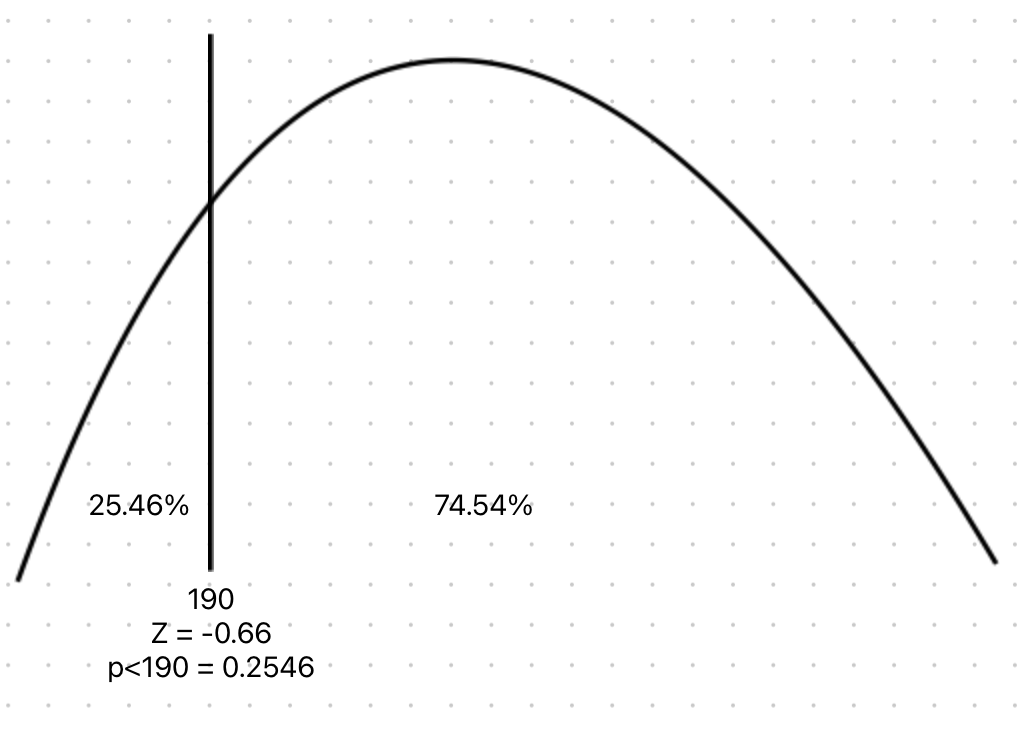 25.46% 74.54%
190
Z = -0.66
p<190 = 0.2546